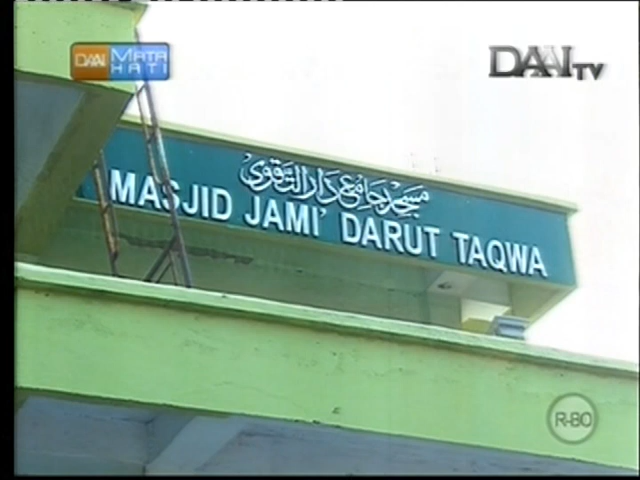 DAAI MATA
HATI
DAAI TV
مسجد جامع دار التقوى
MASJID JAMI' DARUT TAQWA
R-BO